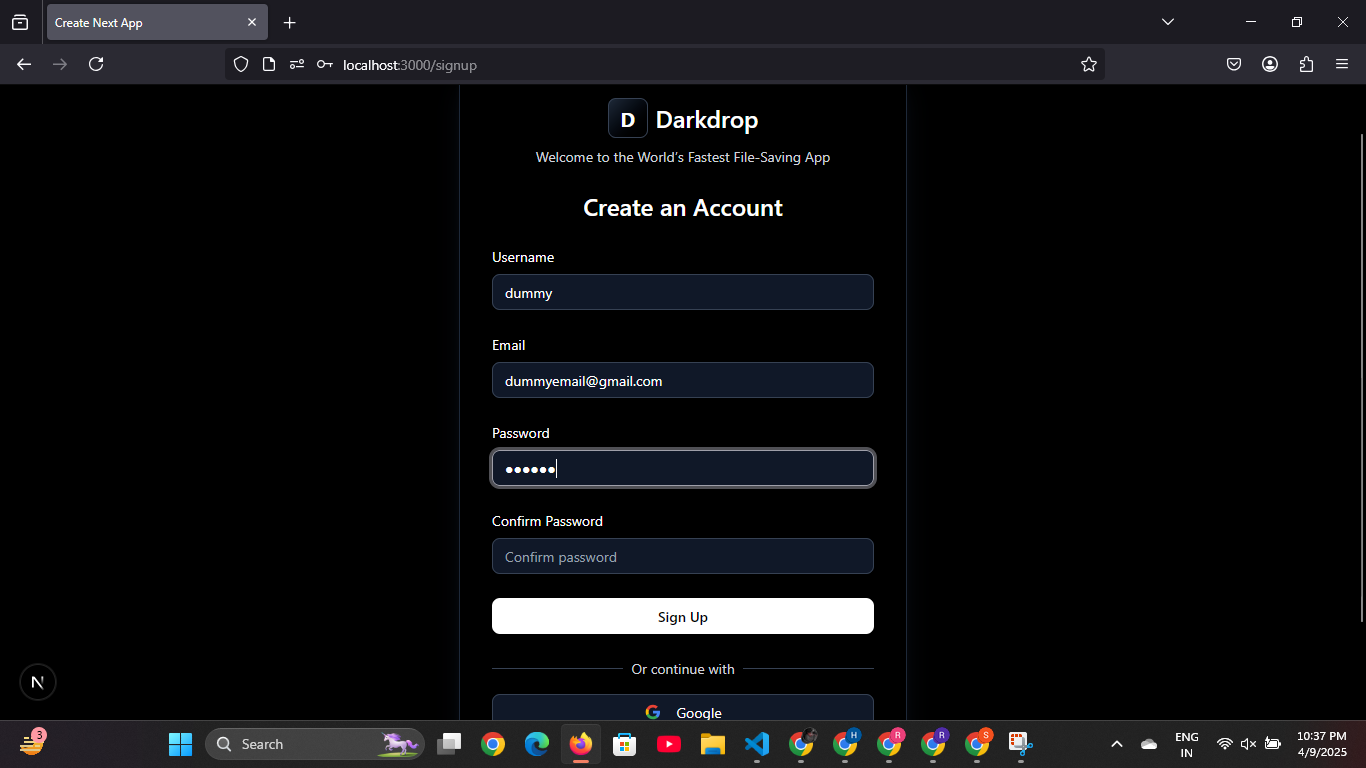 Create Next App
localhost:3000/signup
D Darkdrop
Welcome to the World's Fastest File-Saving App
Create an Account
Username
dummy
Email
dummyemail@gmail.com
Password
••••••
Confirm Password
Confirm password
Sign Up
Or continue with
Google
N
3
Search
H
R
R
S
ENG
IN
10:37 PM
4/9/2025